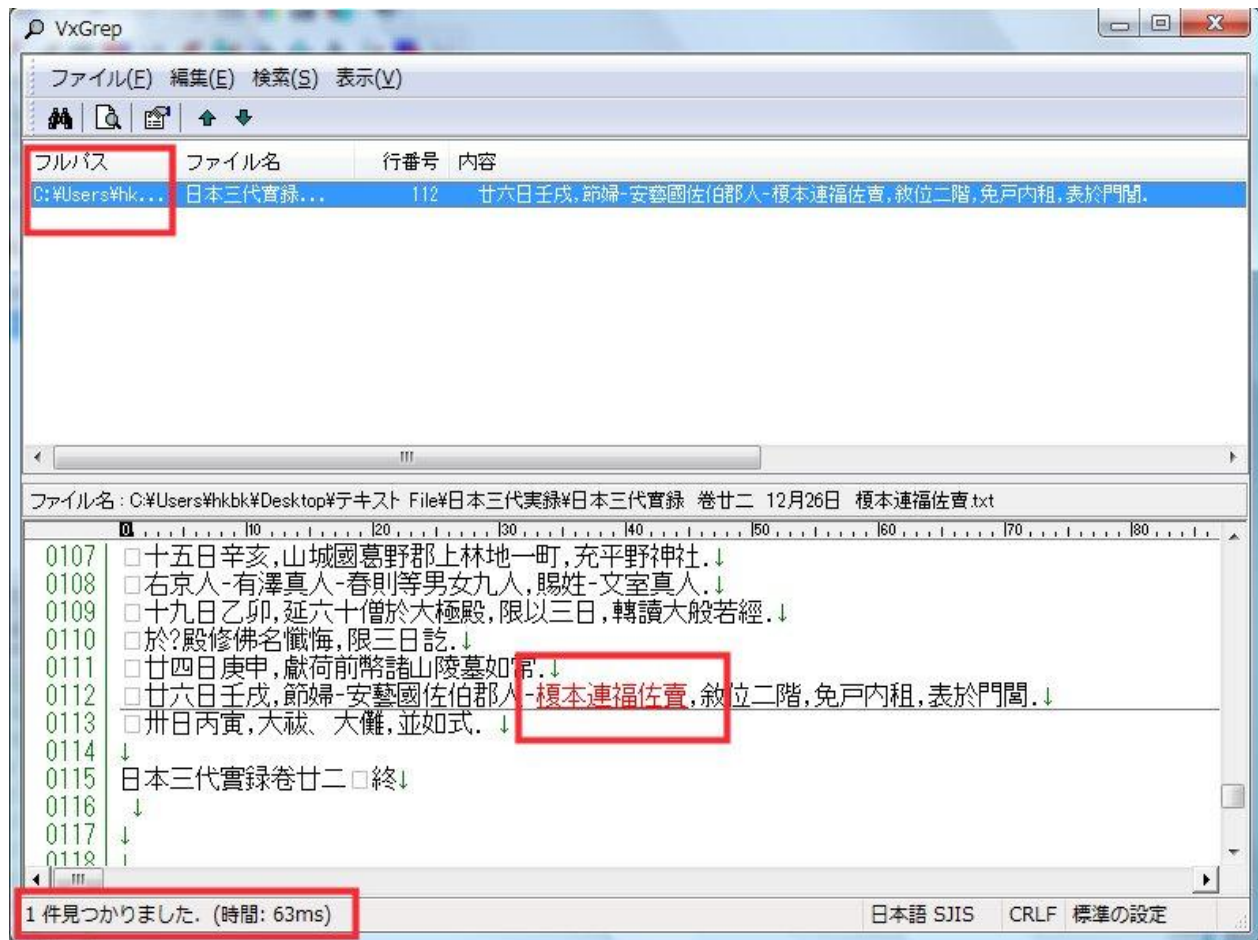 VxGrep
ファイル(F) 編集(E) 検索(S) 表示(V)
フルパス ファイル名 行番号 内容
C:¥Users¥hk... 日本三代實録... 112 廿六日壬戌,節婦-安藝國佐伯郡人-榎本連福佐賣,敘位二階,免戸内租,表於門閭.
ファイル名 : C:¥Users¥hkbk¥Desktop¥テキスト File¥日本三代実録¥日本三代實録 巻廿二 12月26日 榎本連福佐賣.txt
0 10 20 30 40 50 60 70 80
0107 □十五日辛亥,山城國葛野郡上林地一町,充平野神社.↓
0108 □右京人-有澤真人-春則等男女九人,賜姓-文室真人.↓
0109 □十九日乙卯,延六十僧於大極殿,限以三日,轉讀大般若經.↓
0110 □於?殿修佛名懺悔,限三日訖.↓
0111 □廿四日庚申,獻荷前幣諸山陵墓如常.↓
0112 □廿六日壬戌,節婦-安藝國佐伯郡人-榎本連福佐賣,敘位二階,免戸内租,表於門閭.↓
0113 □卅日丙寅,大祓、大儺,並如式. ↓
0114 ↓
0115 日本三代實録卷廿二□終↓
0116 ↓
0117 ↓
0118 ↓
1 件見つかりました. (時間: 63ms) 日本語 SJIS CRLF 標準の設定